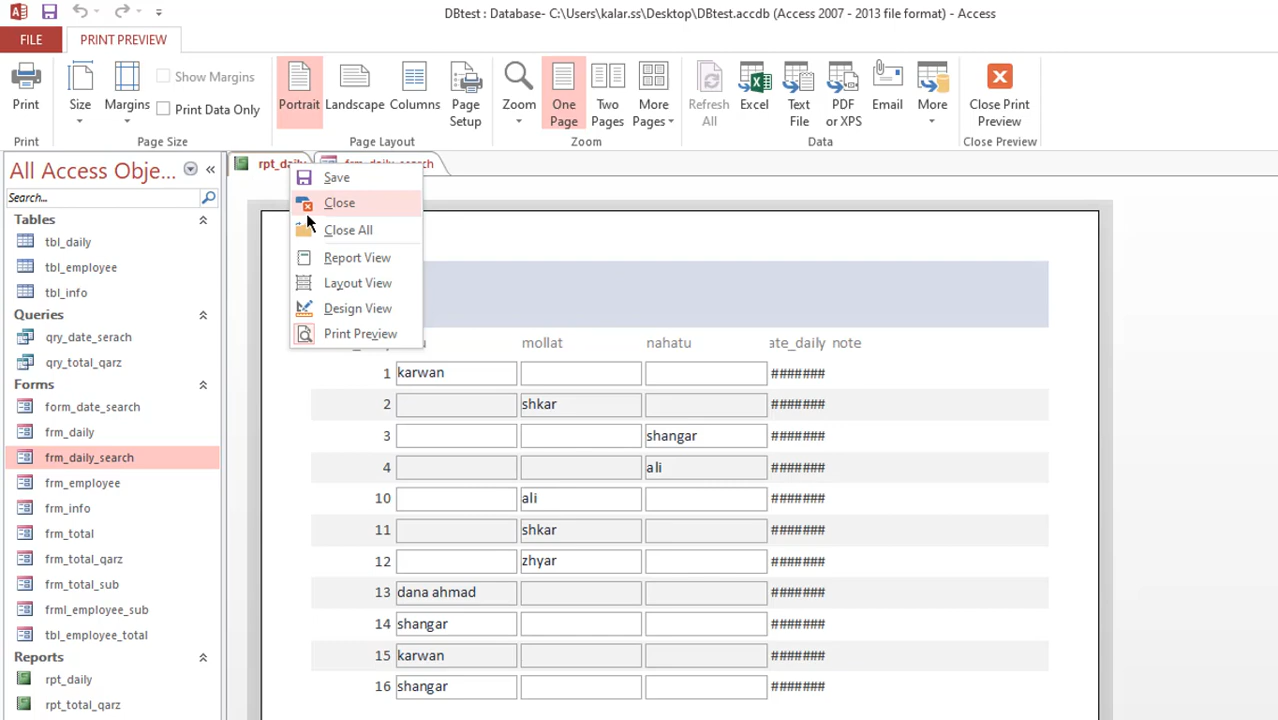 DBtest : Database- C:\Users\kalar.ss\Desktop\DBtest.accdb (Access 2007 - 2013 file format) - Access
FILE PRINT PREVIEW
Print
Size
Margins
Show Margins
Print Data Only
Portrait
Landscape
Columns
Page Setup
Zoom
One Page
Two Pages
More Pages
Refresh All
Excel
Text File
PDF or XPS
Email
More
Close Print Preview
Print Page Size Page Layout Zoom Data Close Preview
All Access Obje...
Search...
Tables
tbl_daily
tbl_employee
tbl_info
Queries
qry_date_serach
qry_total_qarz
Forms
form_date_search
frm_daily
frm_daily_search
frm_employee
frm_info
frm_total
frm_total_qarz
frm_total_sub
frml_employee_sub
tbl_employee_total
Reports
rpt_daily
rpt_total_qarz
Save
Close
Close All
Report View
Layout View
Design View
Print Preview
mollat nahatu ate_daily note
1 karwan #######
2 shkar #######
3 shangar #######
4 ali #######
10 ali #######
11 shkar #######
12 zhyar #######
13 dana ahmad #######
14 shangar #######
15 karwan #######
16 shangar #######